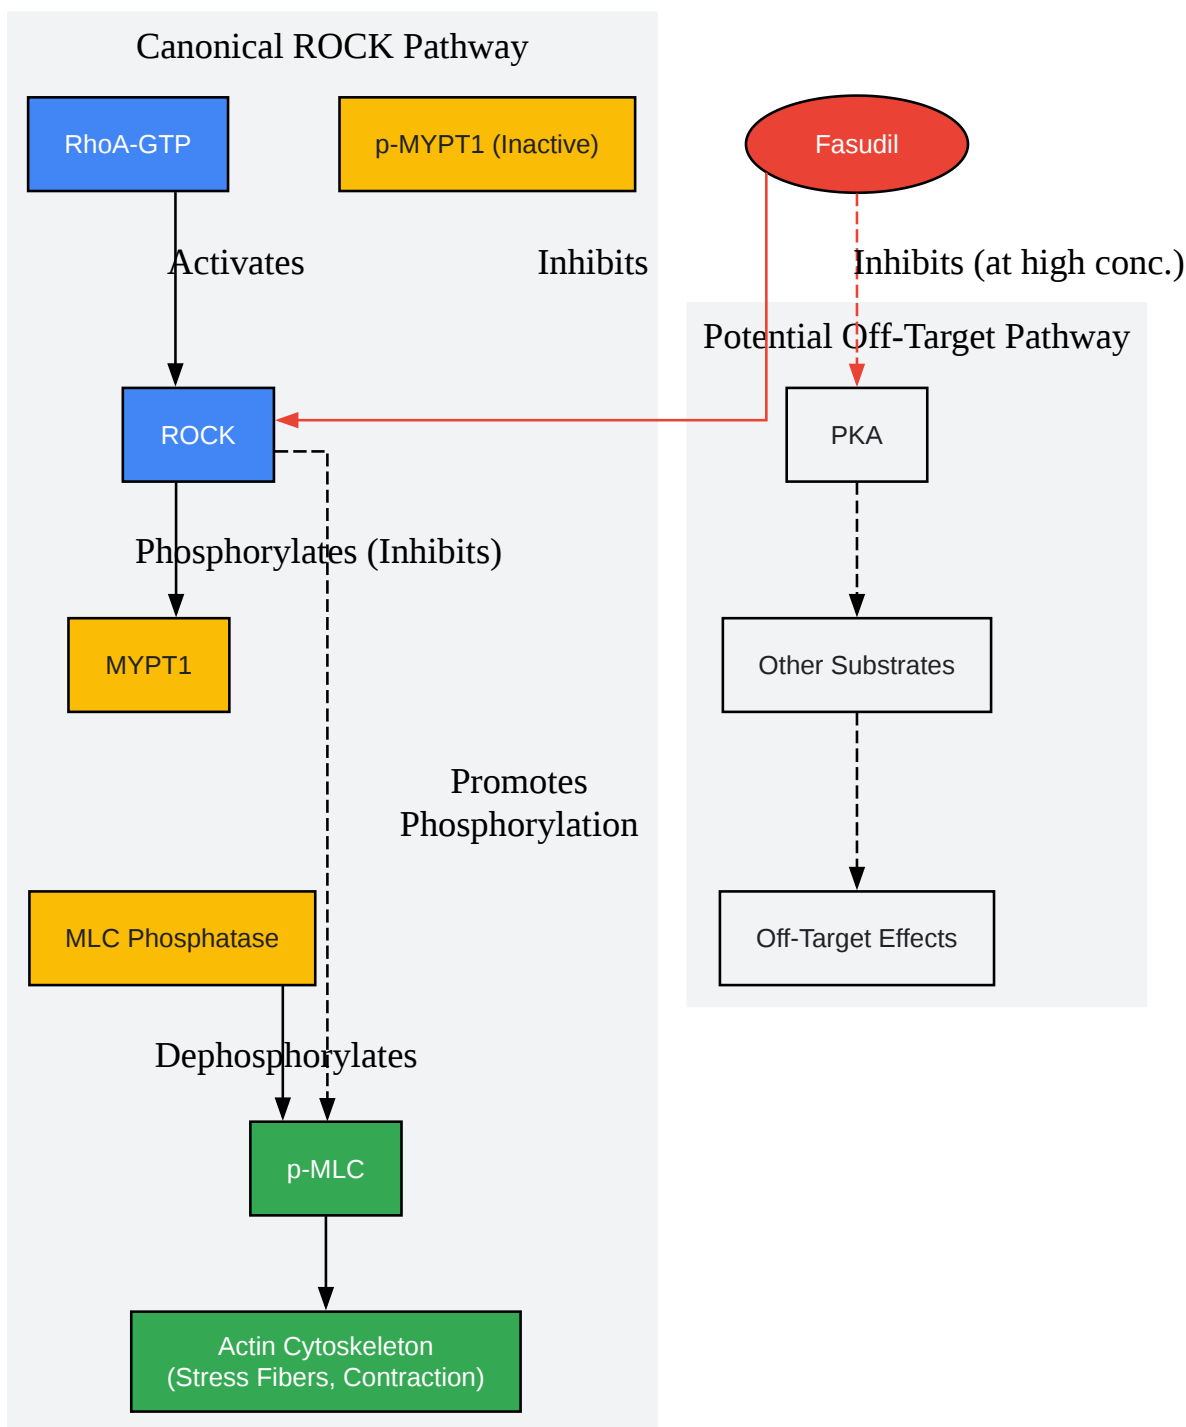 Canonical ROCK Pathway
RhoA-GTP
p-MYPT1 (Inactive)
Fasudil
Activates
Inhibits
Inhibits (at high conc.)
Potential Off-Target Pathway
ROCK
PKA
Phosphorylates (Inhibits)
MYPT1
Other Substrates
Promotes
Phosphorylation
MLC Phosphatase
Off-Target Effects
Dephosphorylates
p-MLC
Actin Cytoskeleton
(Stress Fibers, Contraction)